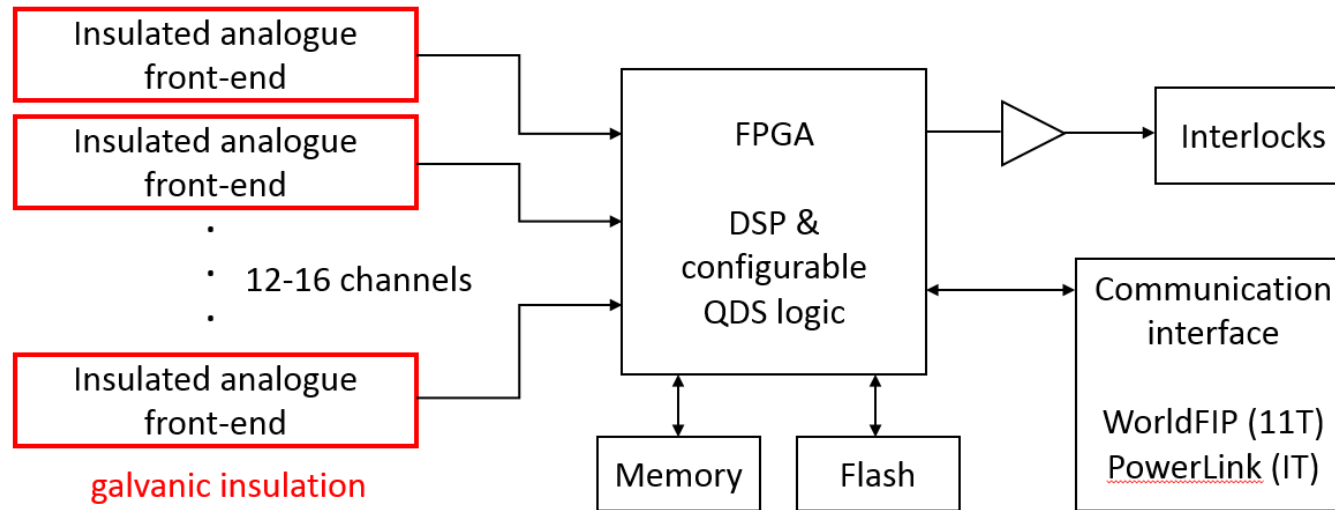 Insulated analogue
front-end
Insulated analogue
front-end
12-16 channels
Insulated analogue
front-end
galvanic insulation
FPGA
DSP &
configurable
QDS logic
Memory
Flash
Interlocks
Communication
interface
WorldFIP (11T)
PowerLink (IT)